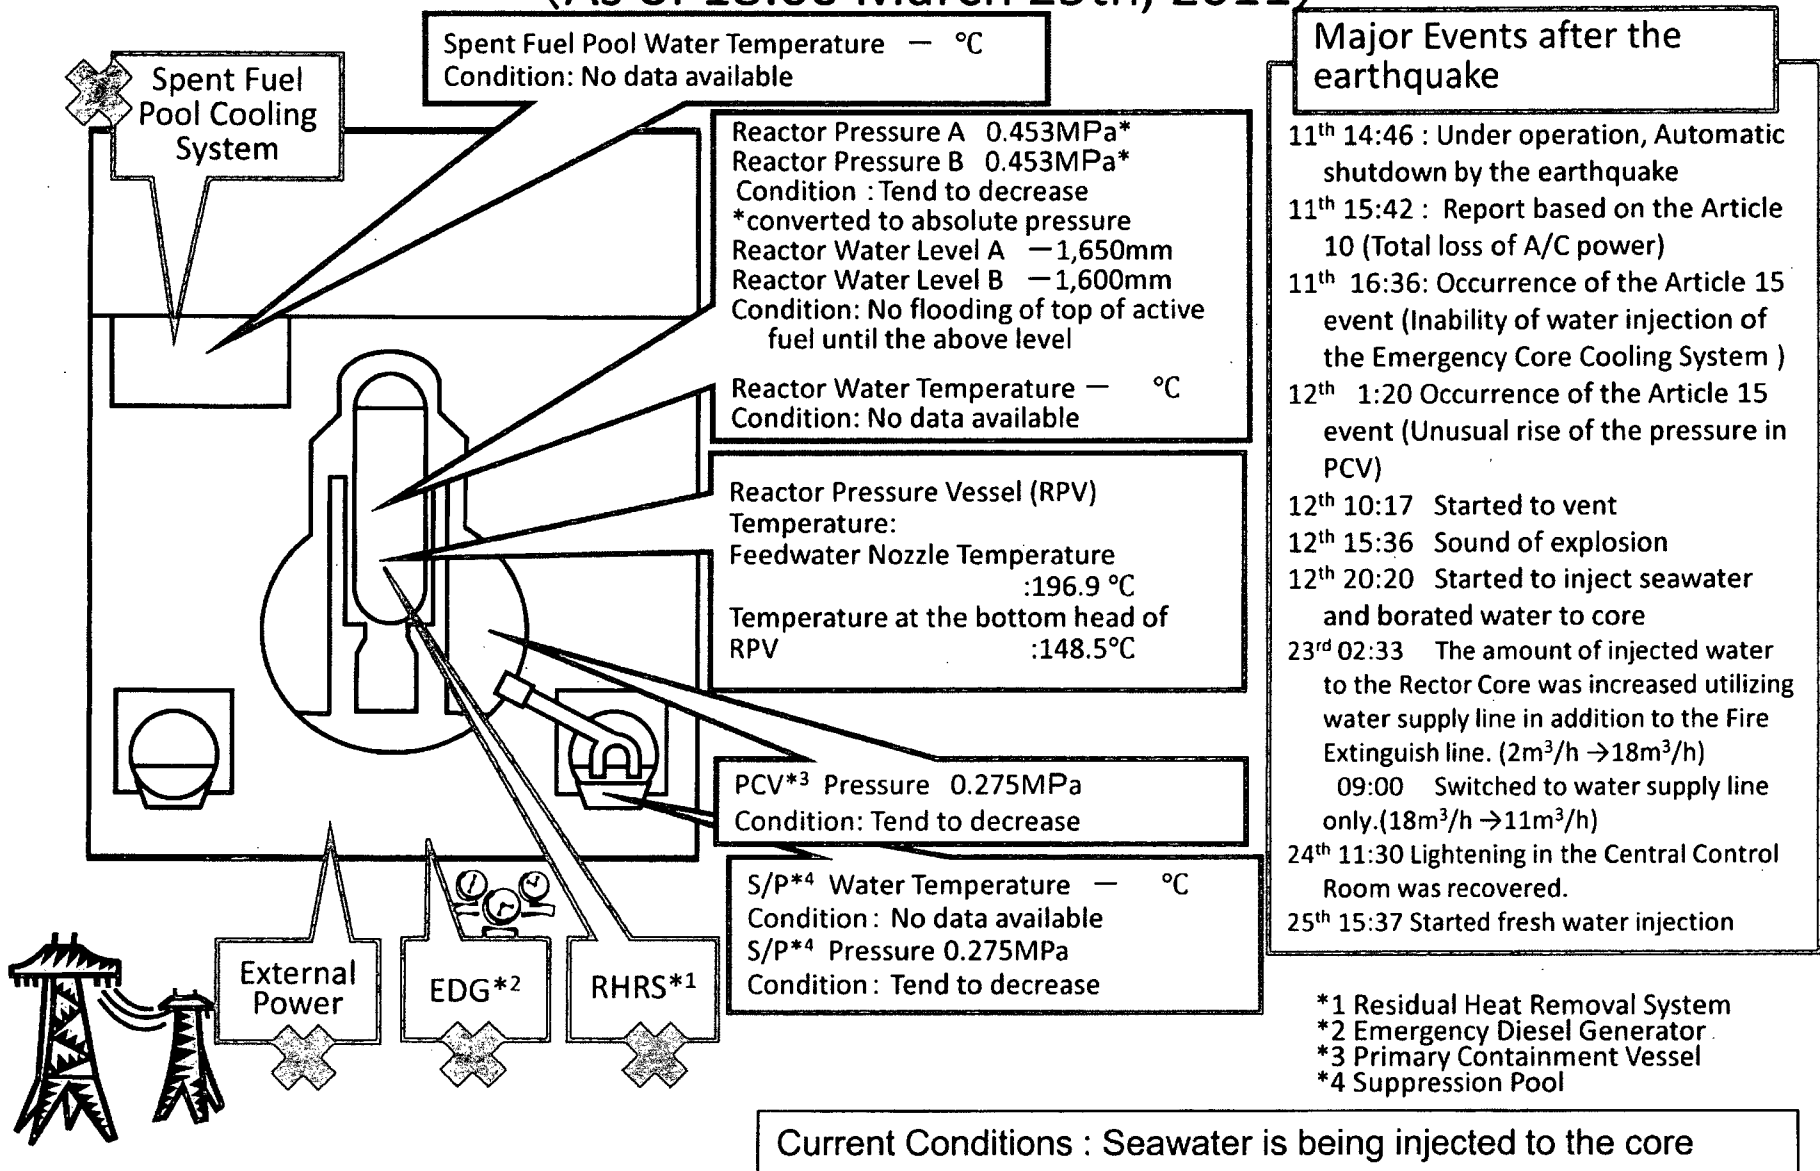 Spent Fuel
Pool Cooling
System
Spent Fuel Pool Water Temperature — ℃
Condition: No data available
Reactor Pressure A 0.453MPa*
Reactor Pressure B 0.453MPa*
Condition : Tend to decrease
*converted to absolute pressure
Reactor Water Level A —1,650mm
Reactor Water Level B —1,600mm
Condition: No flooding of top of active
fuel until the above level
Reactor Water Temperature — ℃
Condition: No data available
Reactor Pressure Vessel (RPV)
Temperature:
Feedwater Nozzle Temperature
:196.9 ℃
Temperature at the bottom head of
RPV :148.5℃
PCV*3 Pressure 0.275MPa
Condition: Tend to decrease
S/P*4 Water Temperature — ℃
Condition : No data available
S/P*4 Pressure 0.275MPa
Condition : Tend to decrease
External
Power
EDG*2
RHRS*1
Major Events after the
earthquake
11th 14:46 : Under operation, Automatic
shutdown by the earthquake
11th 15:42 : Report based on the Article
10 (Total loss of A/C power)
11th 16:36: Occurrence of the Article 15
event (Inability of water injection of
the Emergency Core Cooling System )
12th 1:20 Occurrence of the Article 15
event (Unusual rise of the pressure in
PCV)
12th 10:17 Started to vent
12th 15:36 Sound of explosion
12th 20:20 Started to inject seawater
and borated water to core
23rd 02:33 The amount of injected water
to the Rector Core was increased utilizing
water supply line in addition to the Fire
Extinguish line. (2m³/h →18m³/h)
09:00 Switched to water supply line
only.(18m³/h →11m³/h)
24th 11:30 Lightening in the Central Control
Room was recovered.
25th 15:37 Started fresh water injection
*1 Residual Heat Removal System
*2 Emergency Diesel Generator
*3 Primary Containment Vessel
*4 Suppression Pool
Current Conditions : Seawater is being injected to the core